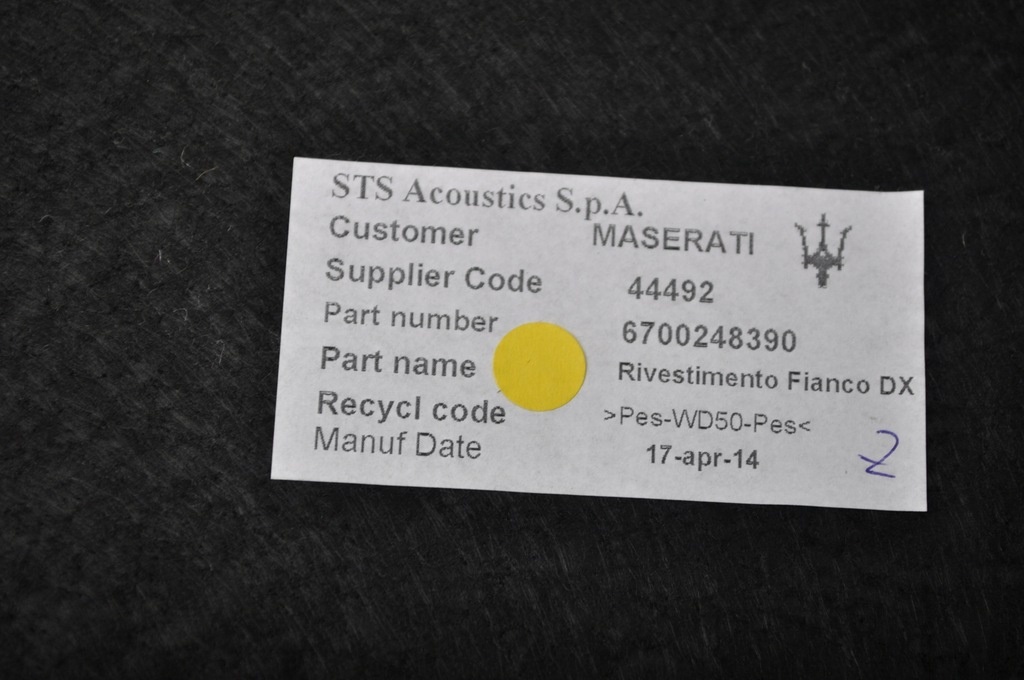 STS Acoustics S.p.A.
Customer MASERATI
Supplier Code 44492
Part number 6700248390
Part name Rivestimento Fianco DX
Recycl code >Pes-WD50-Pes<
Manuf Date 17-apr-14
2